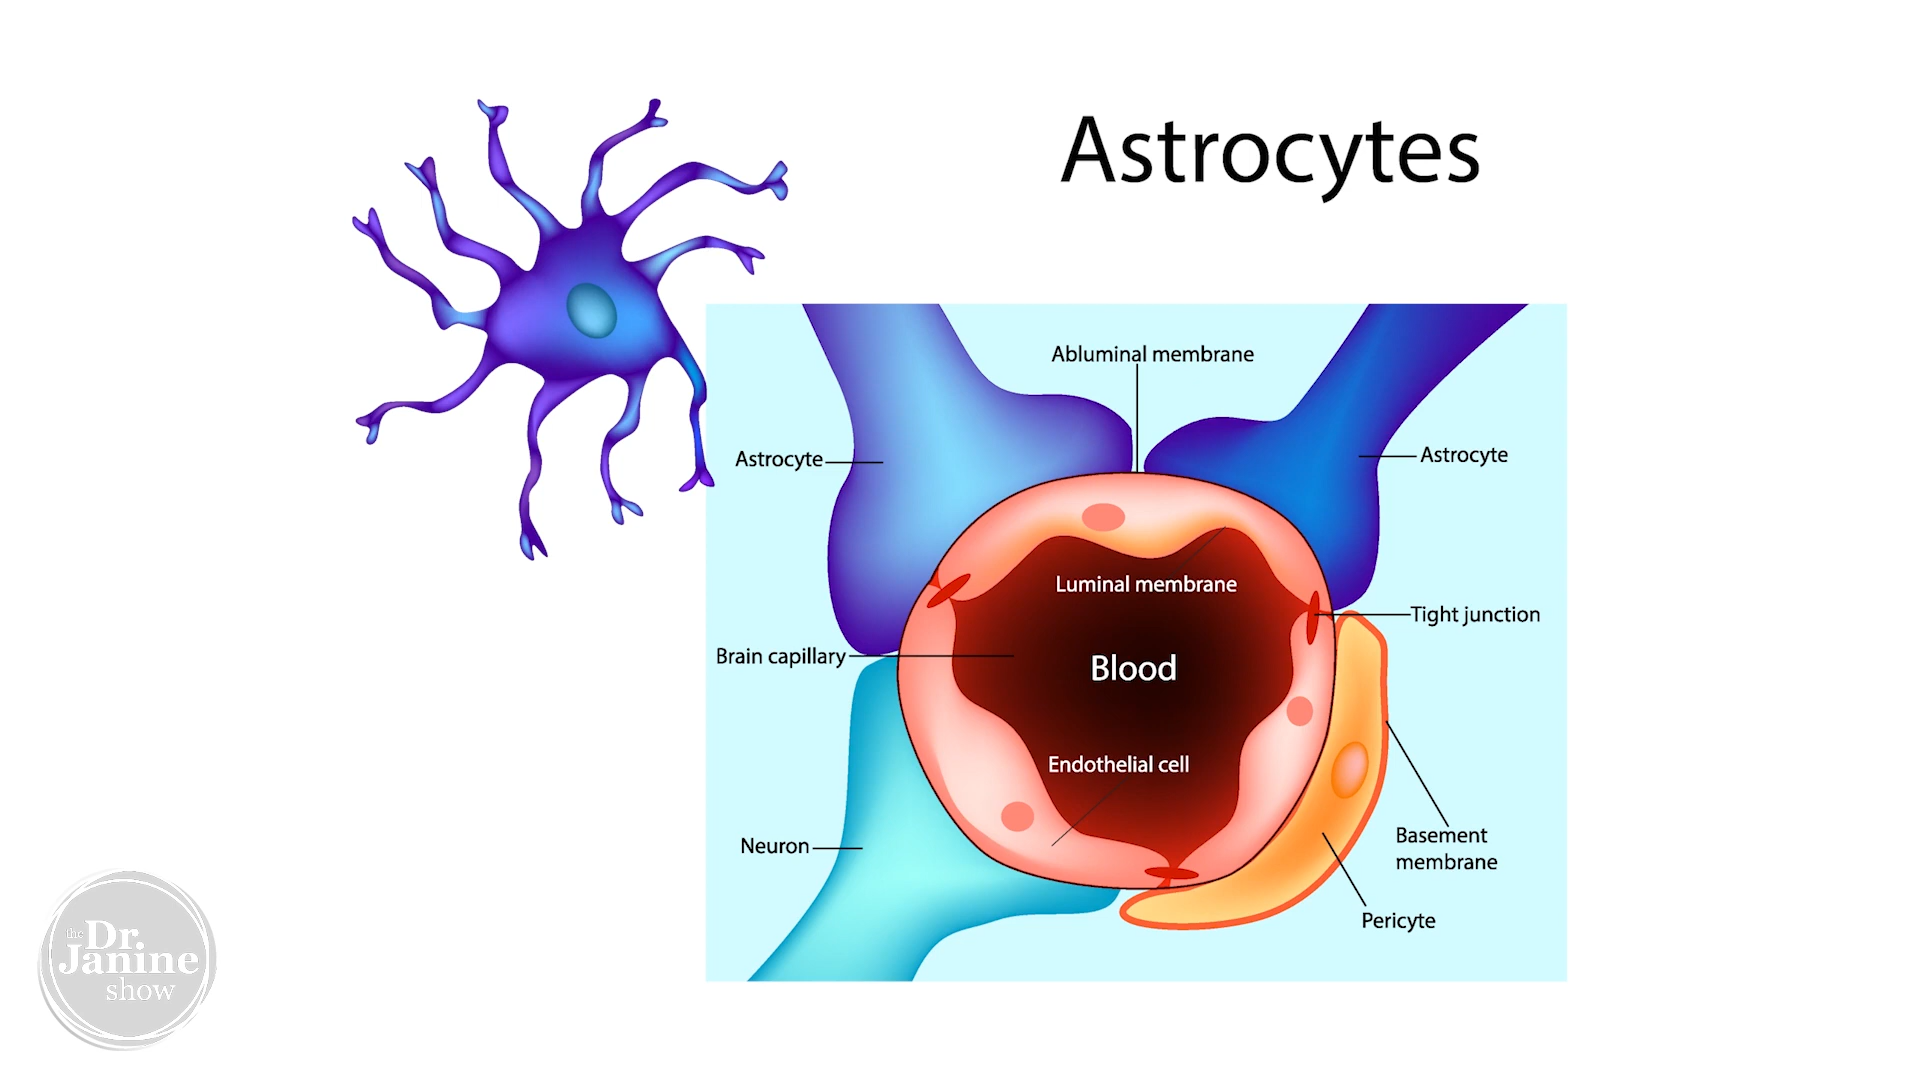 Astrocytes
Abluminal membrane
Astrocyte
Astrocyte
Luminal membrane
Tight junction
Brain capillary
Blood
Endothelial cell
Neuron
Basement
membrane
Pericyte
the Dr.
Janine
show